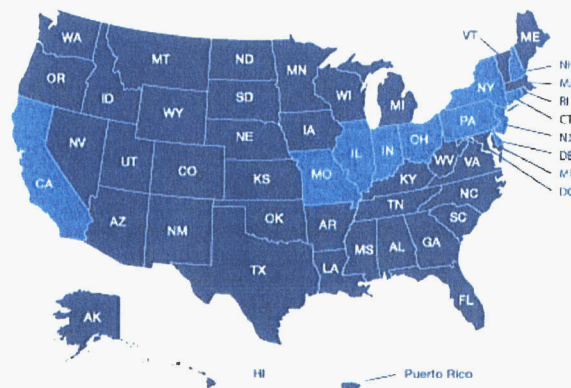 WA
MT
ND
MN
VT
ME
OR
ID
WY
SD
WI
MI
NY
NH
RI
CT
NV
UT
CO
NE
IA
IL
IN
OH
PA
DE
CA
KS
MO
KY
WV
VA
DC
AZ
NM
OK
AR
TN
NC
SC
TX
LA
MS
AL
GA
FL
AK
HI
Puerto Rico